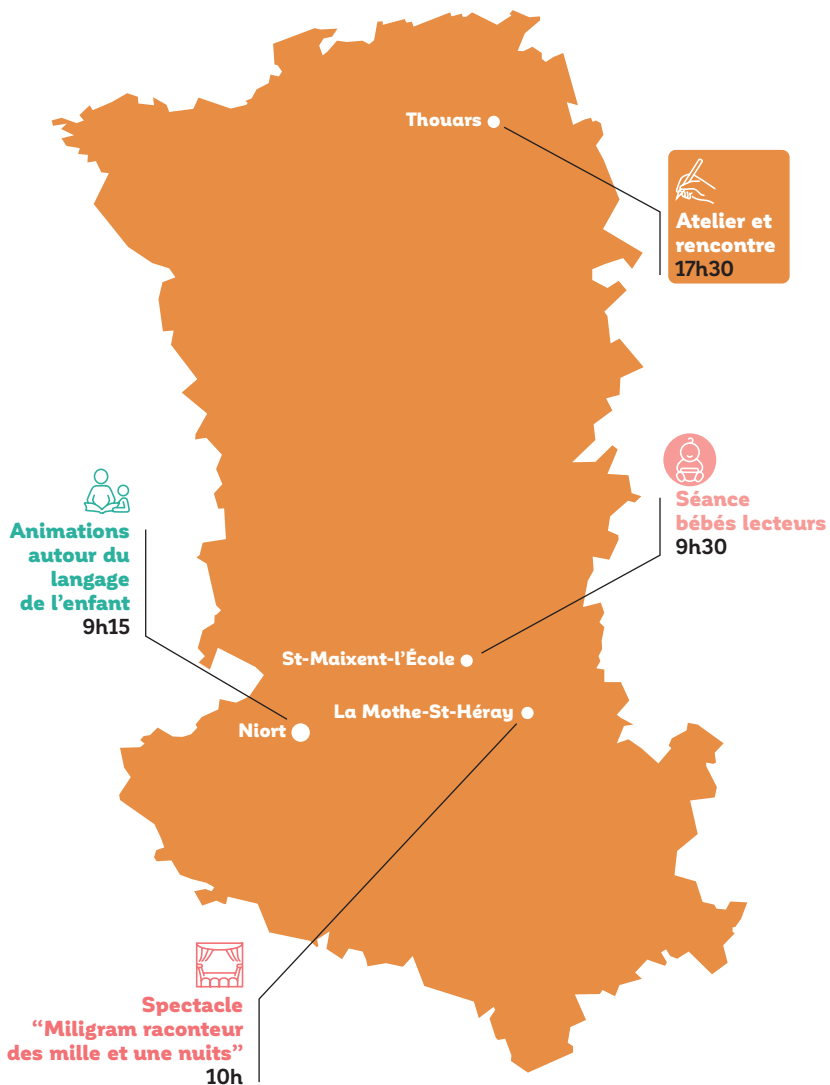 Thouars
Atelier et
rencontre
17h30
Séance
bébés lecteurs
9h30
Animations
autour du
langage
de l’enfant
9h15
St-Maixent-l’École
La Mothe-St-Héray
Niort
Spectacle
“Miligram raconteur
des mille et une nuits”
10h